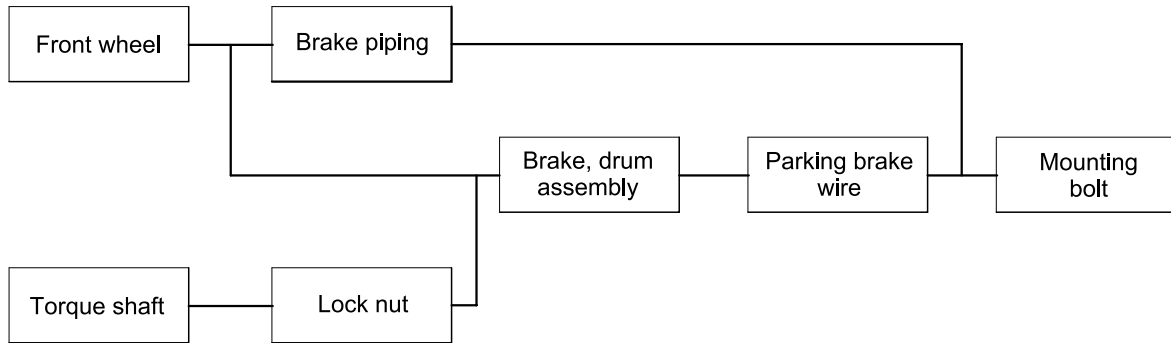 Front wheel
Brake piping
Brake, drum
assembly
Parking brake
wire
Mounting
bolt
Torque shaft
Lock nut